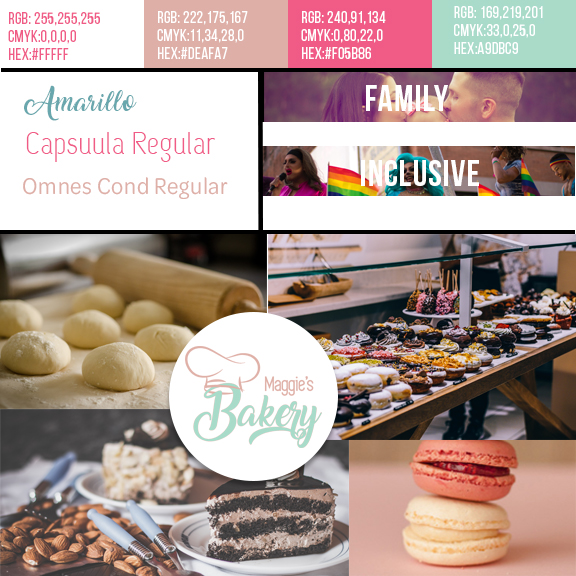 RGB: 255,255,255
CMYK:0,0,0,0
HEX:#FFFFF
RGB: 222,175,167
CMYK:11,34,28,0
HEX:#DEAFA7
RGB: 240,91,134
CMYK:0,80,22,0
HEX:#F05B86
RGB: 169,219,201
CMYK:33,0,25,0
HEX:A9DBC9
Amarillo
Capsuula Regular
Omnes Cond Regular
FAMILY
INCLUSIVE
Maggie's
Bakery